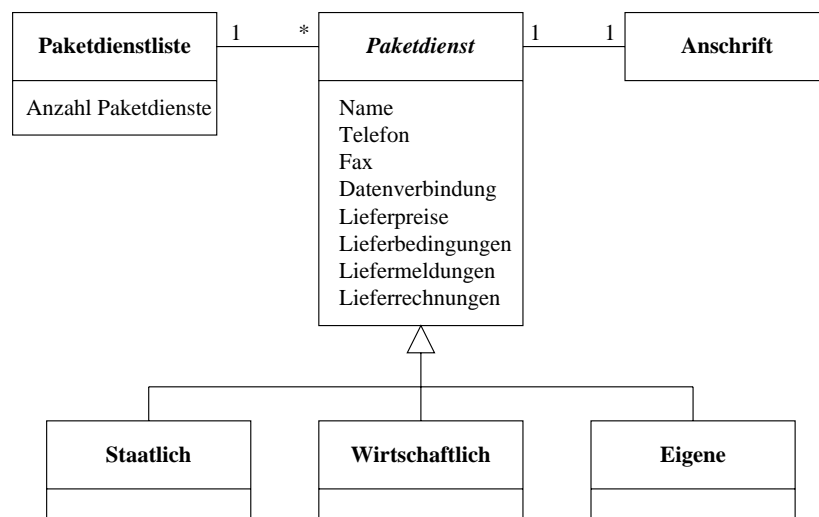 Paketdienstliste
1
*
Paketdienst
1
1
Anschrift
Anzahl Paketdienste
Name
Telefon
Fax
Datenverbindung
Lieferpreise
Lieferbedingungen
Liefermeldungen
Lieferrechnungen
Staatlich
Wirtschaftlich
Eigene